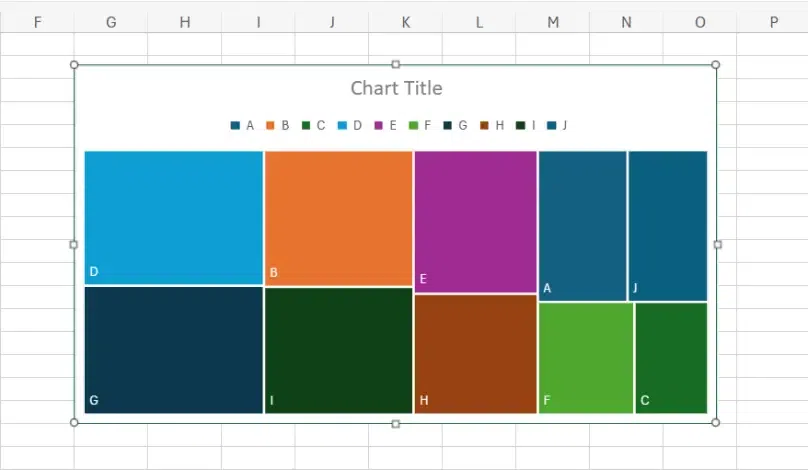 F G H I J K L M N O P
Chart Title
A B C D E F G H I J
D B E A J
G I H F C